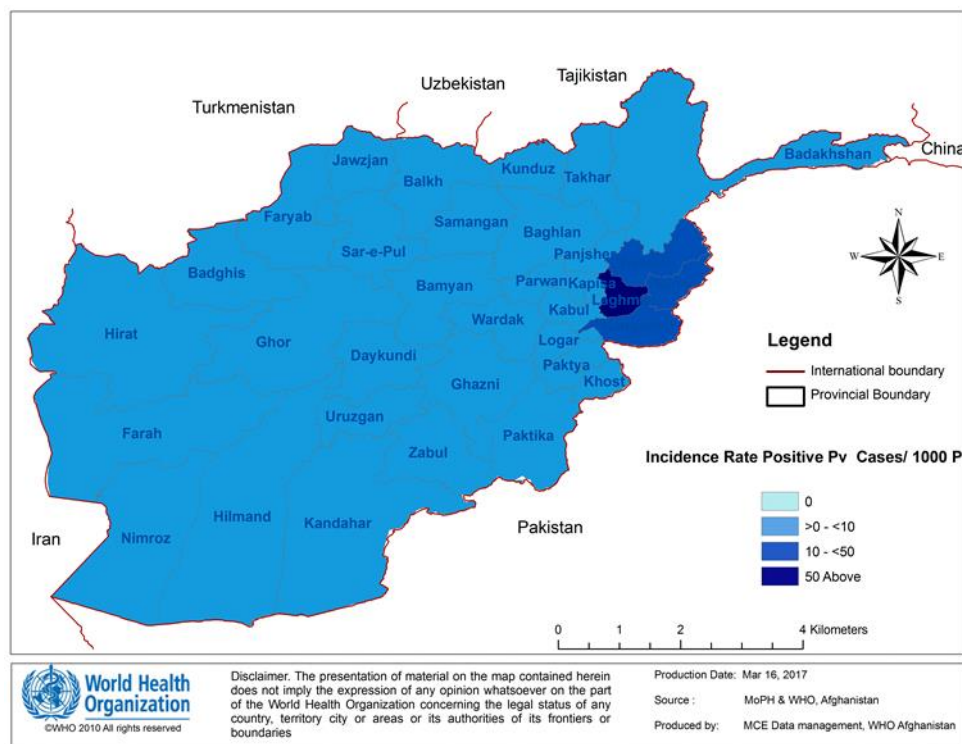 Uzbekistan
Tajikistan
Turkmenistan
China
Badakhshan
Jawzjan
Balkh
Kunduz
Takhar
Faryab
Samangan
Baghlan
Sar-e-Pul
Panjsher
Badghis
Bamyan
Parwan
Kapisa
Laghm
Kabul
Hirat
Ghor
Wardak
Logar
Daykundi
Paktya
Ghazni
Khost
Uruzgan
Farah
Paktika
Zabul
Hilmand
Kandahar
Nimroz
Iran
Pakistan
N
W
E
S
Legend
International boundary
Provincial Boundary
Incidence Rate Positive Pv Cases/ 1000 P
0
>0 - <10
10 - <50
50 Above
0 1 2 4 Kilometers
World Health
Organization
©WHO 2010 All rights reserved
Disclaimer. The presentation of material on the map contained herein
does not imply the expression of any opinion whatsoever on the part
of the World Health Organization concerning the legal status of any
country, territory city or areas or its authorities of its frontiers or
boundaries
Production Date: Mar 16, 2017
Source : MoPH & WHO, Afghanistan
Produced by: MCE Data management, WHO Afghanistan